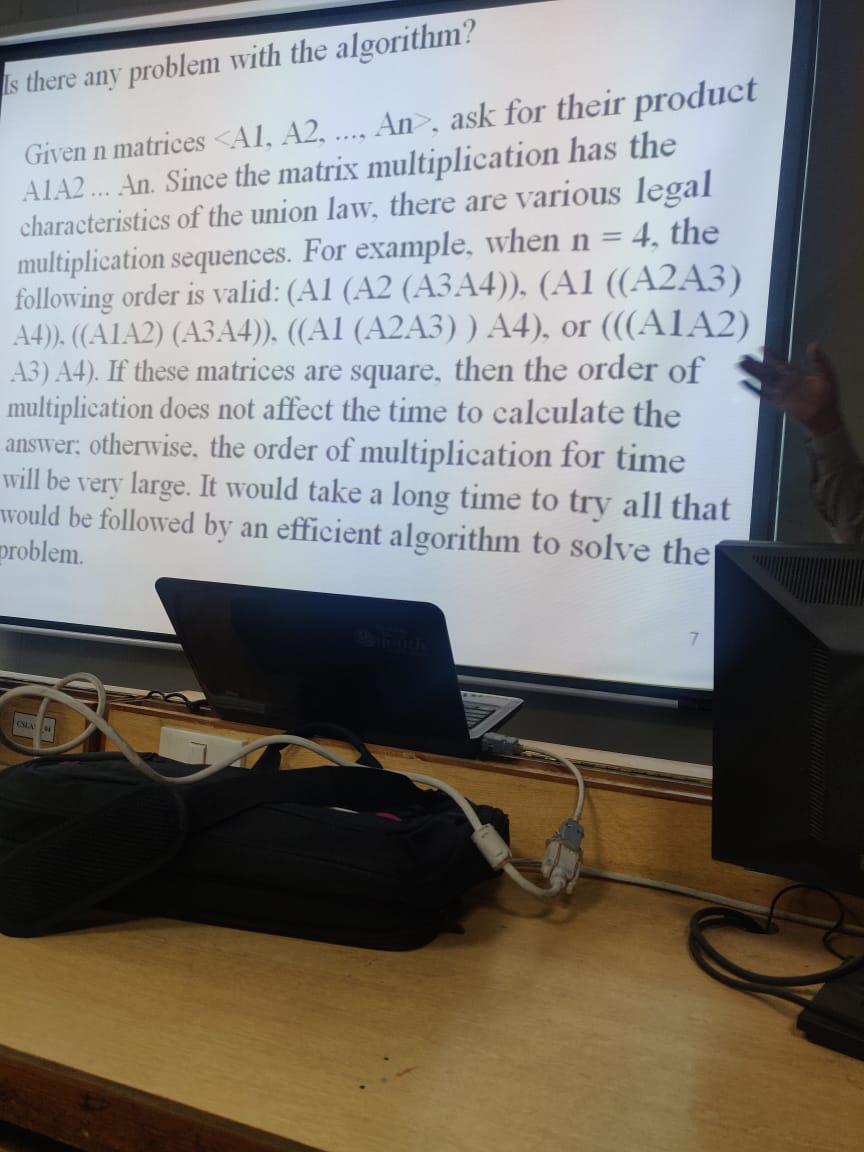 Is there any problem with the algorithm?
Given n matrices <A1, A2, ..., An>, ask for their product
A1A2 ... An. Since the matrix multiplication has the
characteristics of the union law, there are various legal
multiplication sequences. For example, when n = 4, the
following order is valid: (A1 (A2 (A3A4)), (A1 ((A2A3)
A4)), ((A1A2) (A3A4)), ((A1 (A2A3) ) A4), or (((A1A2)
A3) A4). If these matrices are square, then the order of
multiplication does not affect the time to calculate the
answer; otherwise, the order of multiplication for time
will be very large. It would take a long time to try all that
would be followed by an efficient algorithm to solve the
problem.
7